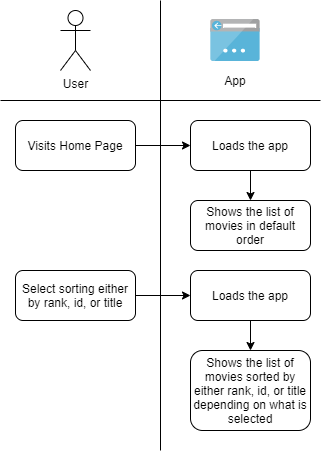 User
App
Visits Home Page
Loads the app
Shows the list of
movies in default
order
Select sorting either
by rank, id, or title
Loads the app
Shows the list of
movies sorted by
either rank, id, or title
depending on what is
selected